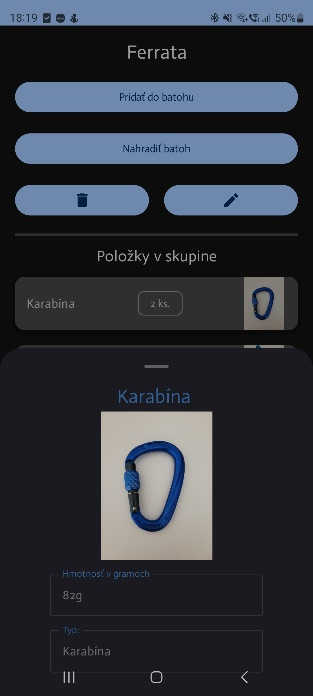 18:19
50%
Ferrata
Pridať do batohu
Nahradiť batoh
Položky v skupine
Karabína
2 ks.
Karabína
Hmotnosť v gramoch
82g
Typ:
Karabína